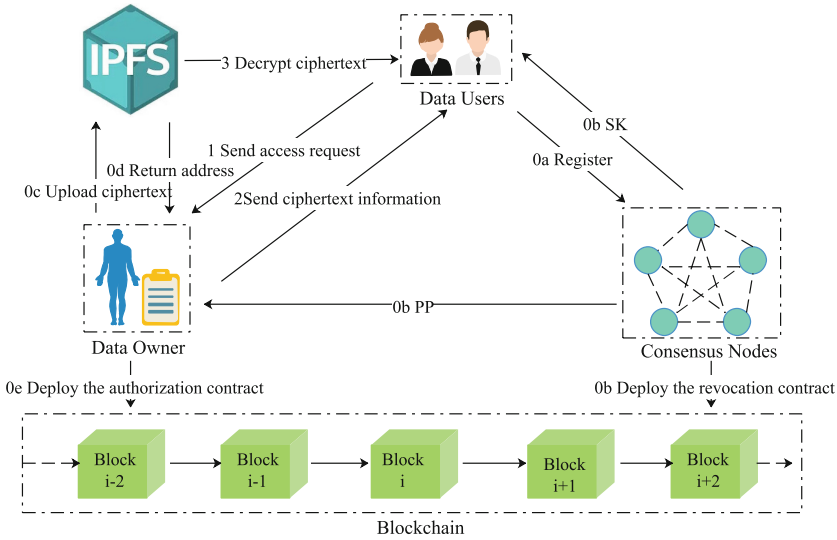 IPFS
3 Decrypt ciphertext
Data Users
0b SK
1 Send access request
0a Register
0d Return address
0c Upload ciphertext
2Send ciphertext information
0b PP
Data Owner
Consensus Nodes
0e Deploy the authorization contract
0b Deploy the revocation contract
Block
i-2
Block
i-1
Block
i
Block
i+1
Block
i+2
Blockchain